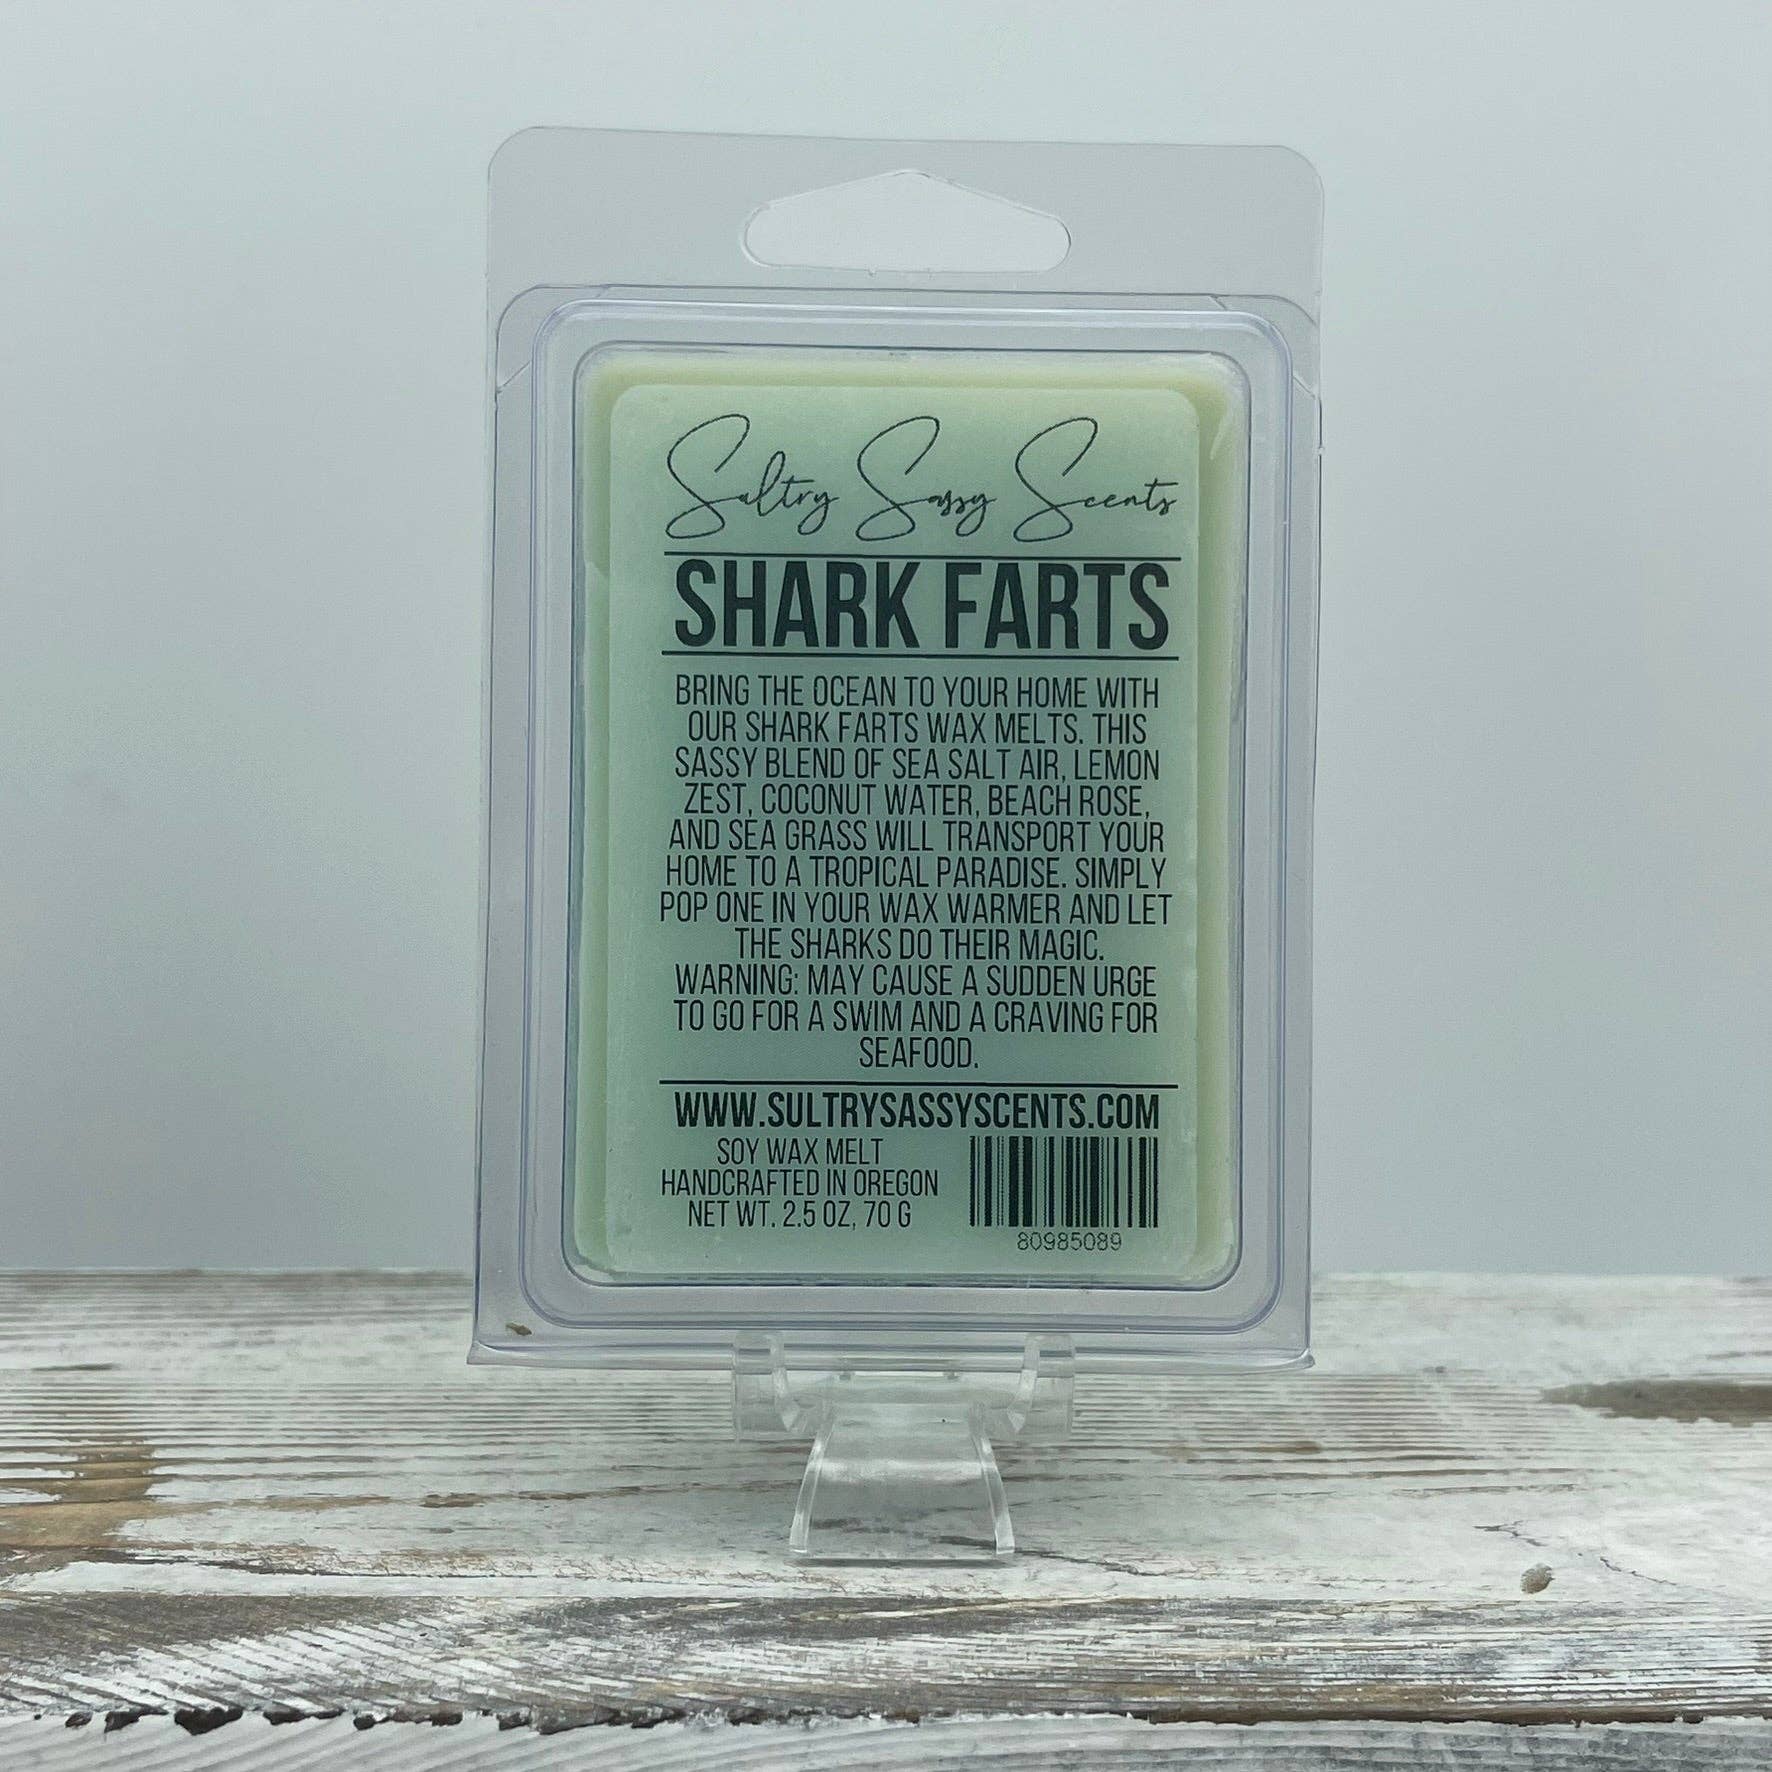 Sultry Sassy Scents
SHARK FARTS
BRING THE OCEAN TO YOUR HOME WITH
OUR SHARK FARTS WAX MELTS. THIS
SASSY BLEND OF SEA SALT AIR, LEMON
ZEST, COCONUT WATER, BEACH ROSE,
AND SEA GRASS WILL TRANSPORT YOUR
HOME TO A TROPICAL PARADISE. SIMPLY
POP ONE IN YOUR WAX WARMER AND LET
THE SHARKS DO THEIR MAGIC.
WARNING: MAY CAUSE A SUDDEN URGE
TO GO FOR A SWIM AND A CRAVING FOR
SEAFOOD.
WWW.SULTRYSASSYSCENTS.COM
SOY WAX MELT
HANDCRAFTED IN OREGON
NET WT. 2.5 OZ, 70 G
80985089